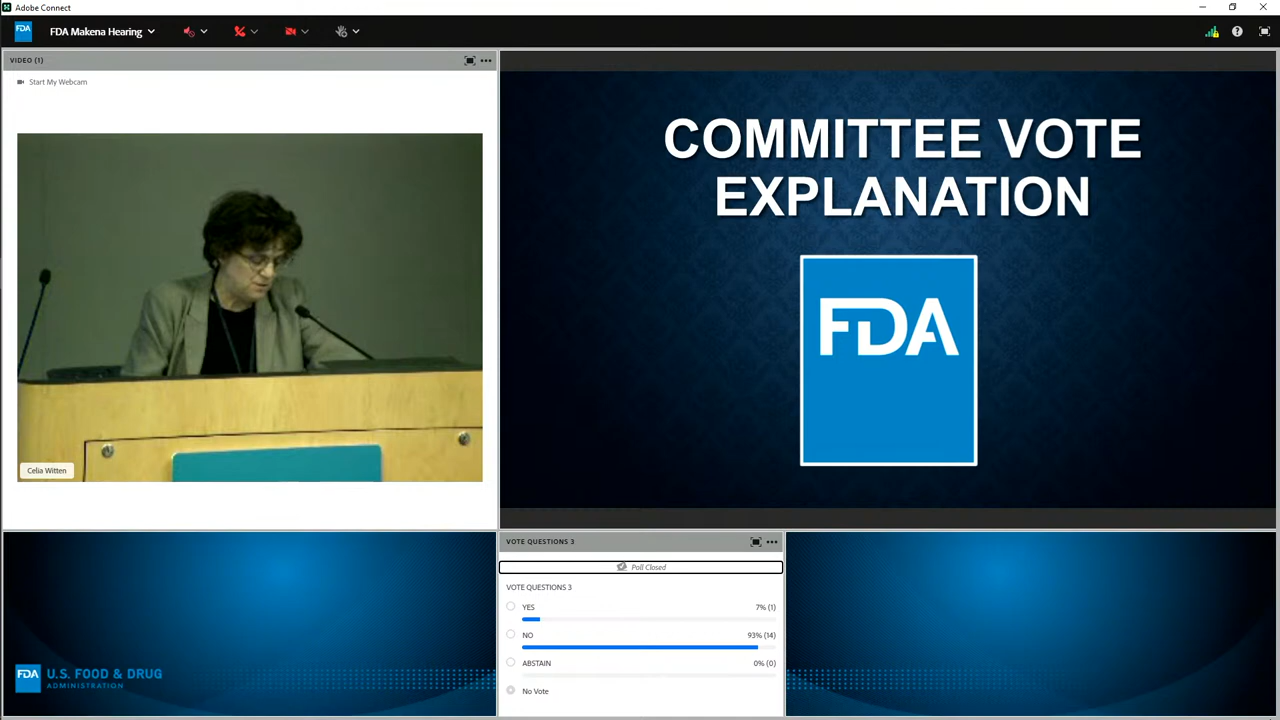 Adobe Connect
FDA
FDA Makena Hearing
VIDEO (1)
Start My Webcam
Celia Witten
COMMITTEE VOTE
EXPLANATION
FDA
VOTE QUESTIONS 3
Poll Closed
VOTE QUESTIONS 3
YES 7% (1)
NO 93% (14)
ABSTAIN 0% (0)
No Vote
FDA U.S. FOOD & DRUG
ADMINISTRATION